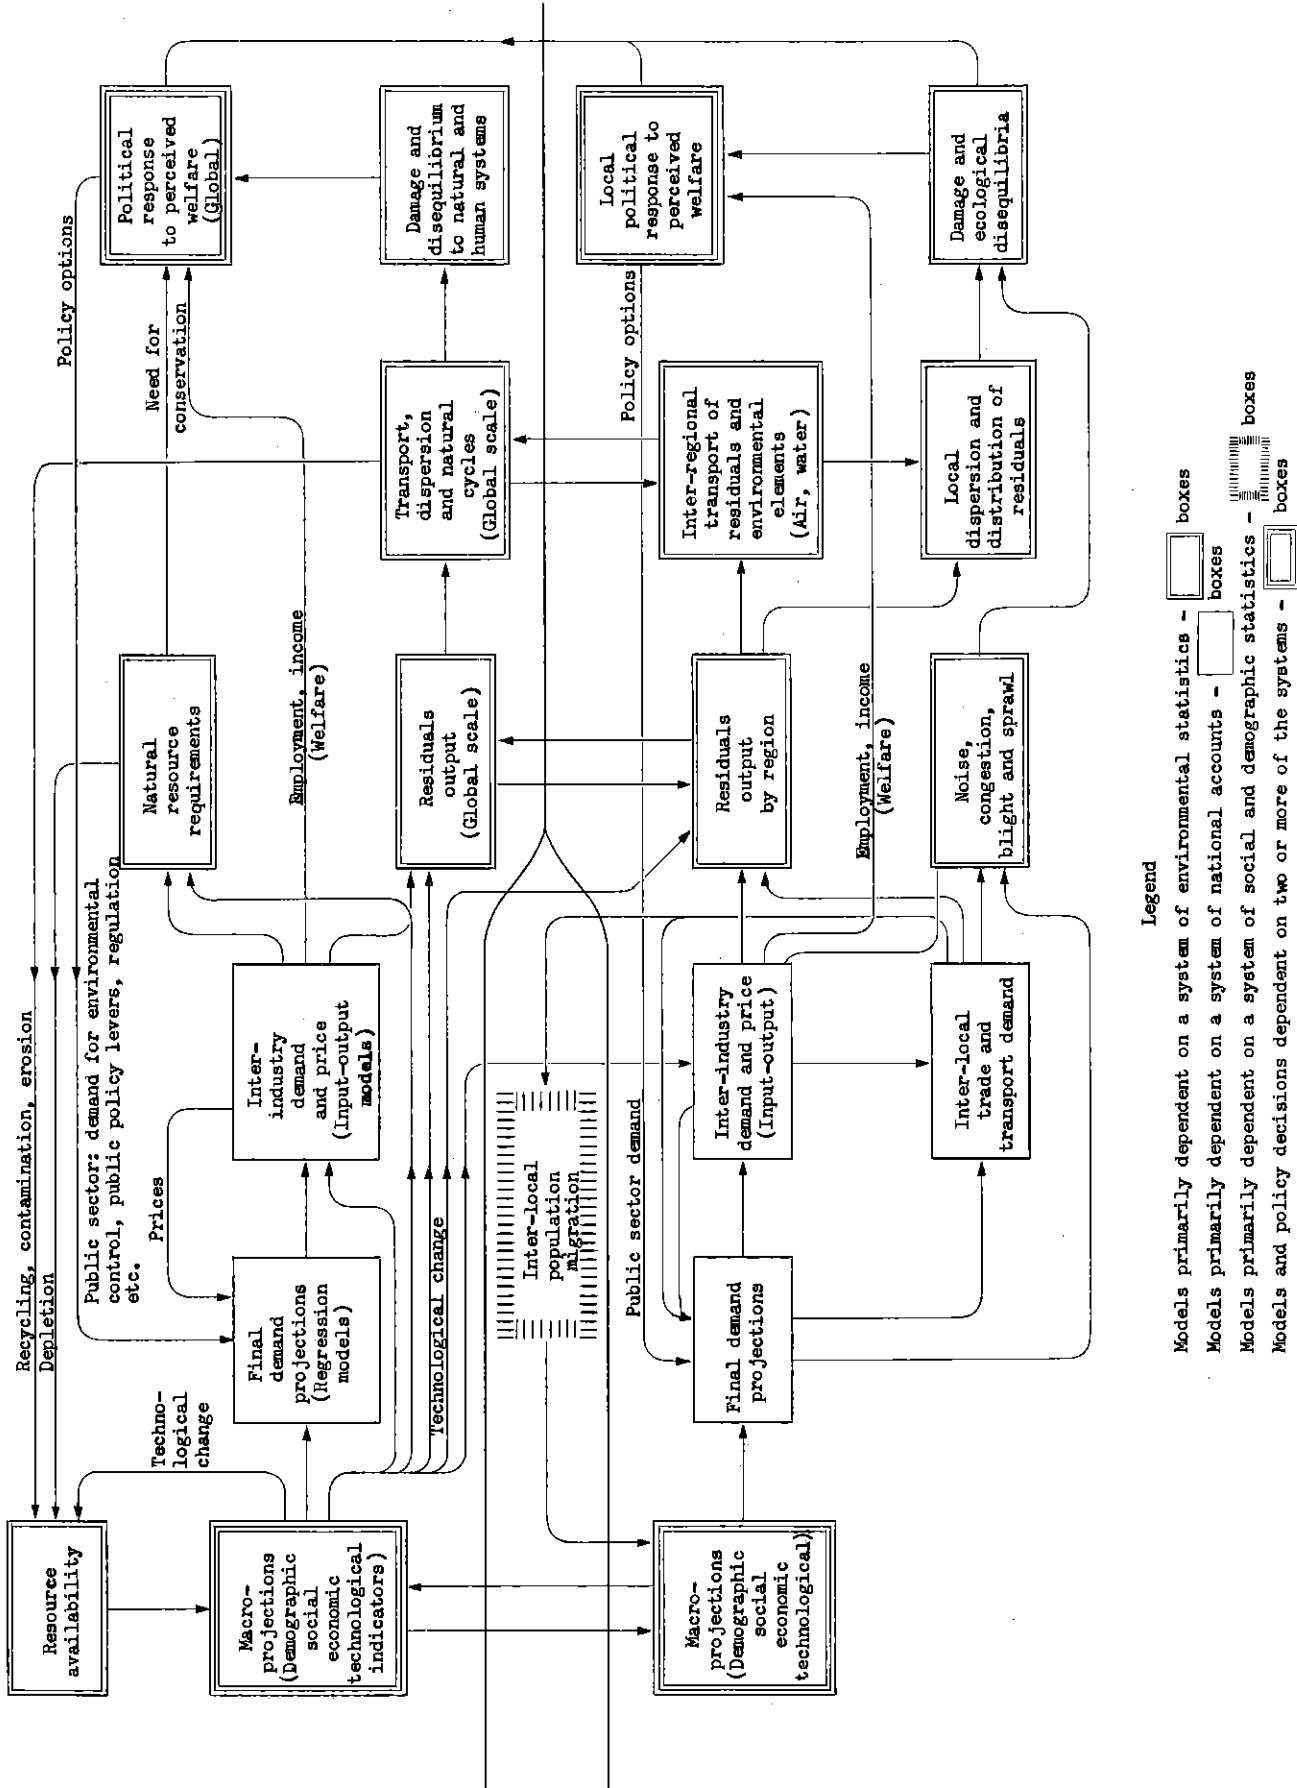 Recycling, contamination, erosion
Depletion
Policy options
Public sector: demand for environmental
control, public policy levers, regulation
etc.
Resource
availability
Techno-
logical
change
Prices
Natural
resource
requirements
Need for
conservation
Political
response
to perceived
welfare
(Global)
Macro-
projections
(Demographic
social
economic
technological
indicators)
Final
demand
projections
(Regression
models)
Inter-
industry
demand
and price
(Input-output
models)
Employment, income
(Welfare)
Technological change
Residuals
output
(Global scale)
Transport,
dispersion
and natural
cycles
(Global scale)
Damage and
disequilibrium
to natural and
human systems
Inter-local
population
migration
Public sector demand
Policy options
Local
political
response to
perceived
welfare
Macro-
projections
(Demographic
social
economic
technological)
Final demand
projections
Inter-industry
demand and price
(Input-output)
Residuals
output
by region
Inter-regional
transport of
residuals and
environmental
elements
(Air, water)
Employment, income
(Welfare)
Inter-local
trade and
transport demand
Noise,
congestion,
blight and sprawl
Local
dispersion and
distribution of
residuals
Damage and
ecological
disequilibria
Legend
Models primarily dependent on a system of environmental statistics - boxes
Models primarily dependent on a system of national accounts - boxes
Models primarily dependent on a system of social and demographic statistics - boxes
Models and policy decisions dependent on two or more of the systems - boxes